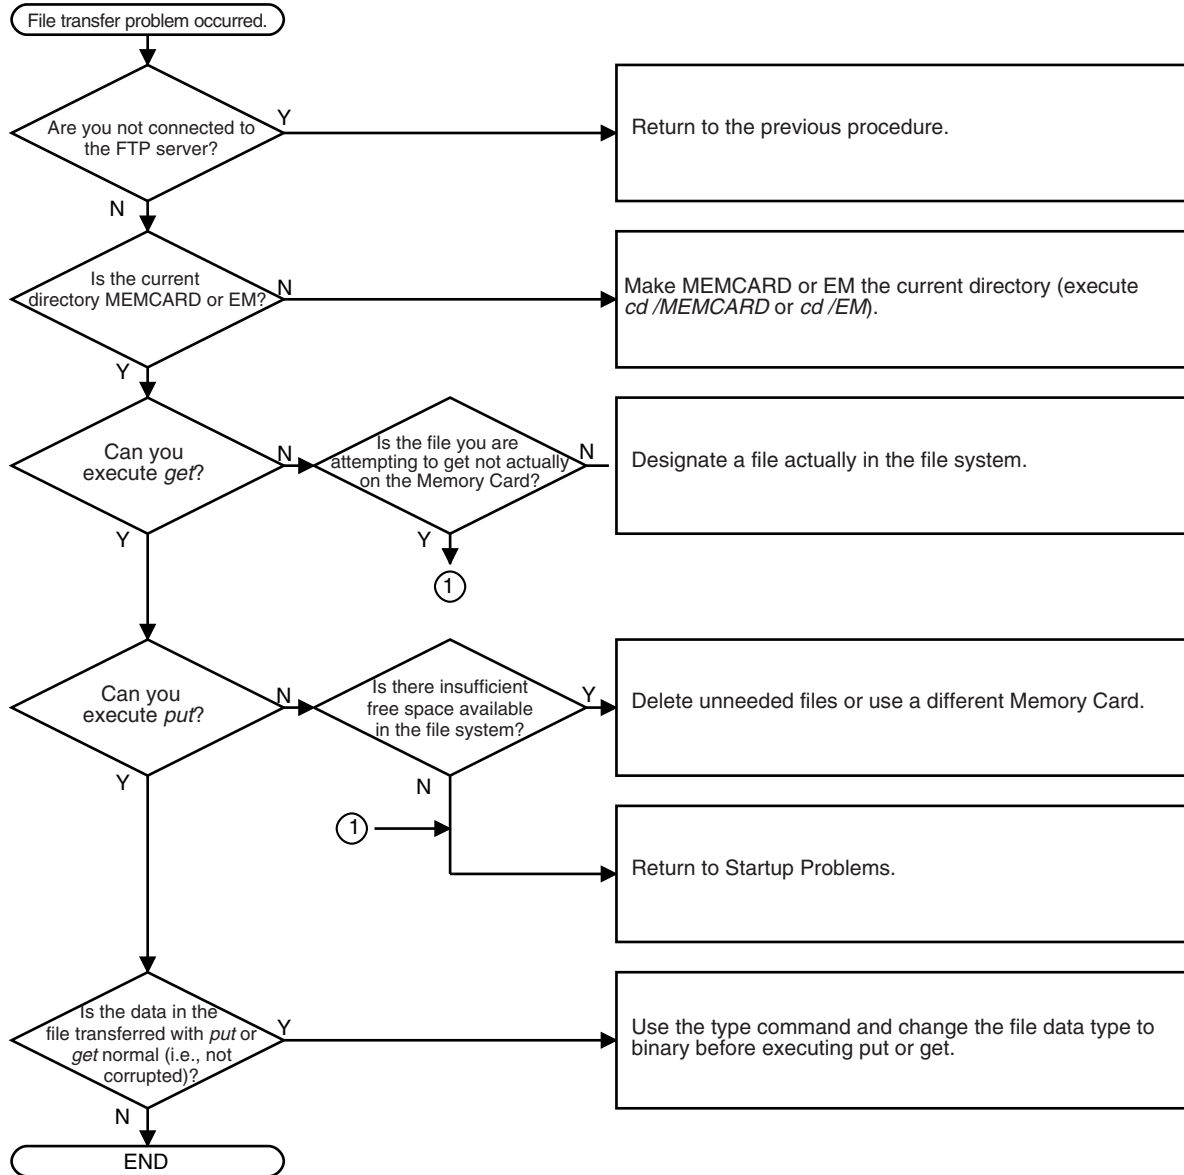 File transfer problem occurred.
Are you not connected to
the FTP server?
Y
Return to the previous procedure.
N
Is the current
directory MEMCARD or EM?
N
Make MEMCARD or EM the current directory (execute
cd /MEMCARD or cd /EM).
Y
Can you
execute get?
N
Is the file you are
attempting to get not actually
on the Memory Card?
N
Designate a file actually in the file system.
Y
Y
1
Can you
execute put?
N
Is there insufficient
free space available
in the file system?
Y
Delete unneeded files or use a different Memory Card.
Y
N
1
Return to Startup Problems.
Is the data in the
file transferred with put or
get normal (i.e., not
corrupted)?
Y
Use the type command and change the file data type to
binary before executing put or get.
N
END